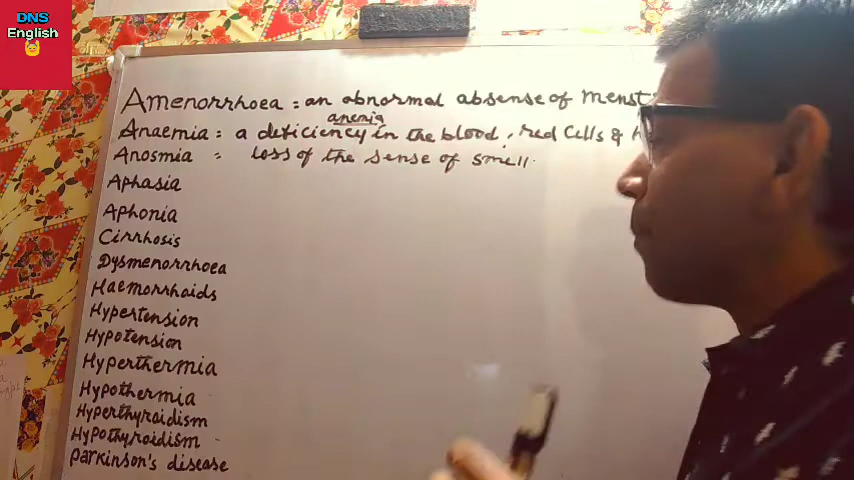 DNS
English
Amenorrhoea = an abnormal absense of Menst
anemia
Anaemia = a deficiency in the blood, red cells & h
Anosmia = loss of the sense of smell.
Aphasia
Aphonia
Cirrhosis
Dysmenorrhoea
Haemorrhoids
Hypertension
Hypotension
Hyperthermia
Hypothermia
Hyperthyroidism
Hypothyroidism
Parkinson's disease